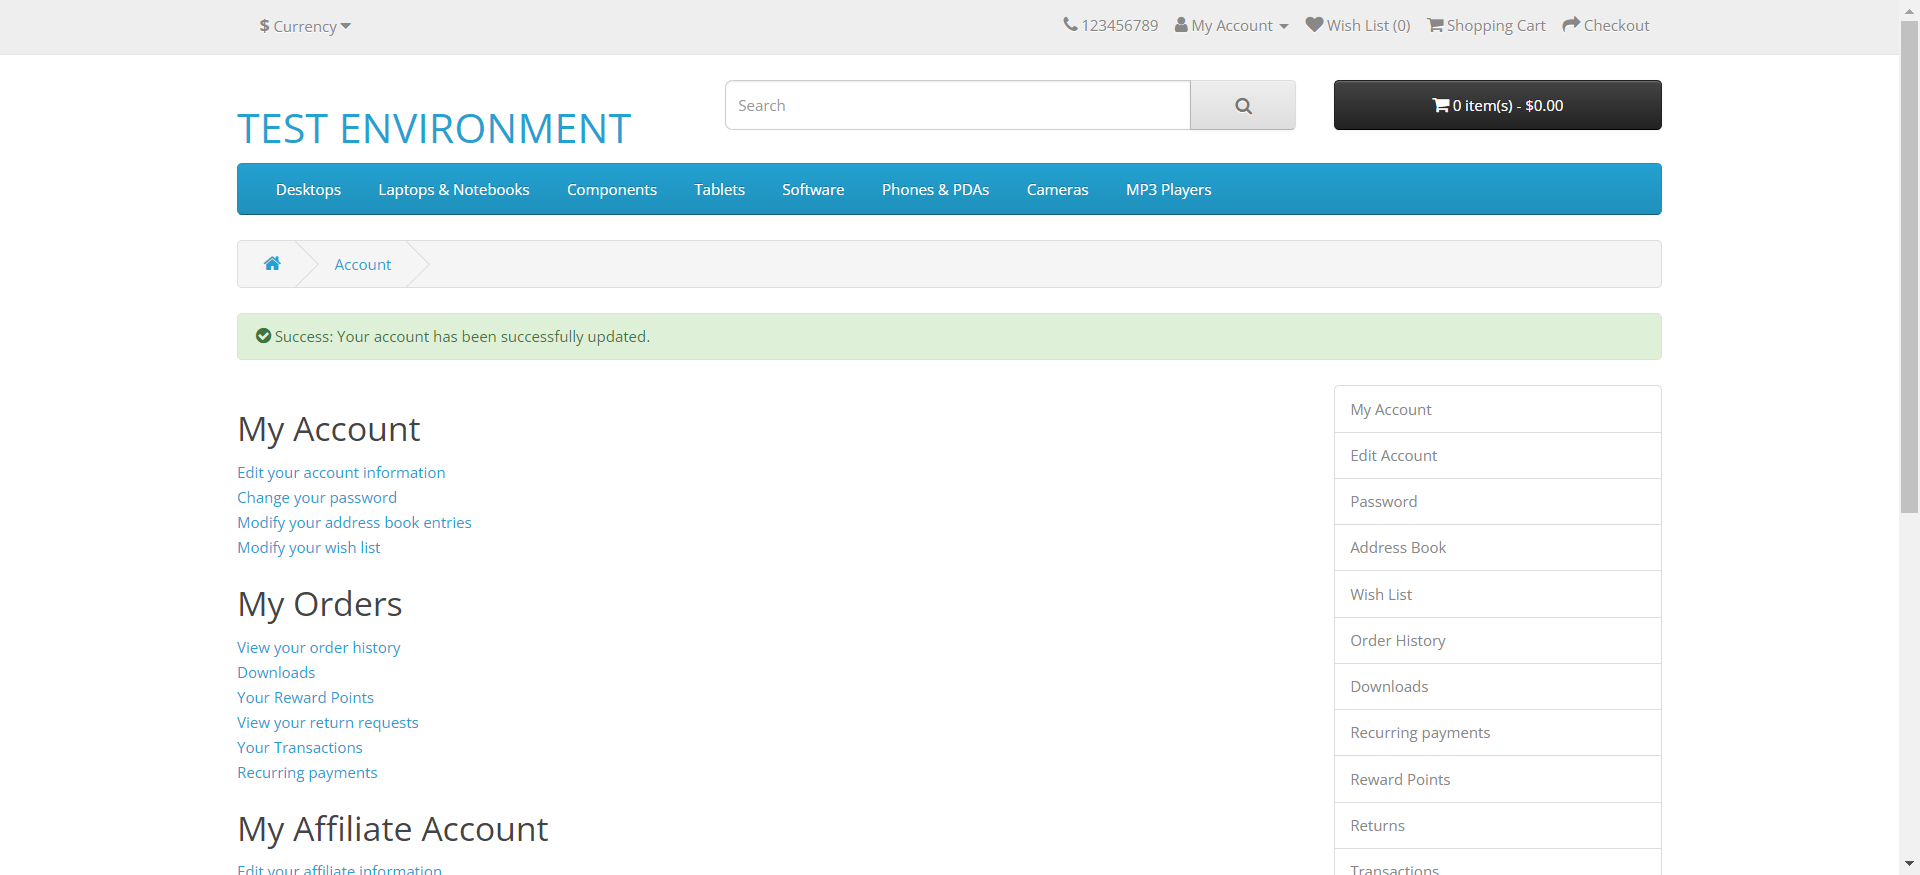 $ Currency
123456789 My Account Wish List (0) Shopping Cart Checkout
TEST ENVIRONMENT
Search
0 item(s) - $0.00
Desktops Laptops & Notebooks Components Tablets Software Phones & PDAs Cameras MP3 Players
Account
Success: Your account has been successfully updated.
My Account
Edit your account information
Change your password
Modify your address book entries
Modify your wish list
My Orders
View your order history
Downloads
Your Reward Points
View your return requests
Your Transactions
Recurring payments
My Affiliate Account
Edit your affiliate information
My Account
Edit Account
Password
Address Book
Wish List
Order History
Downloads
Recurring payments
Reward Points
Returns
Transactions